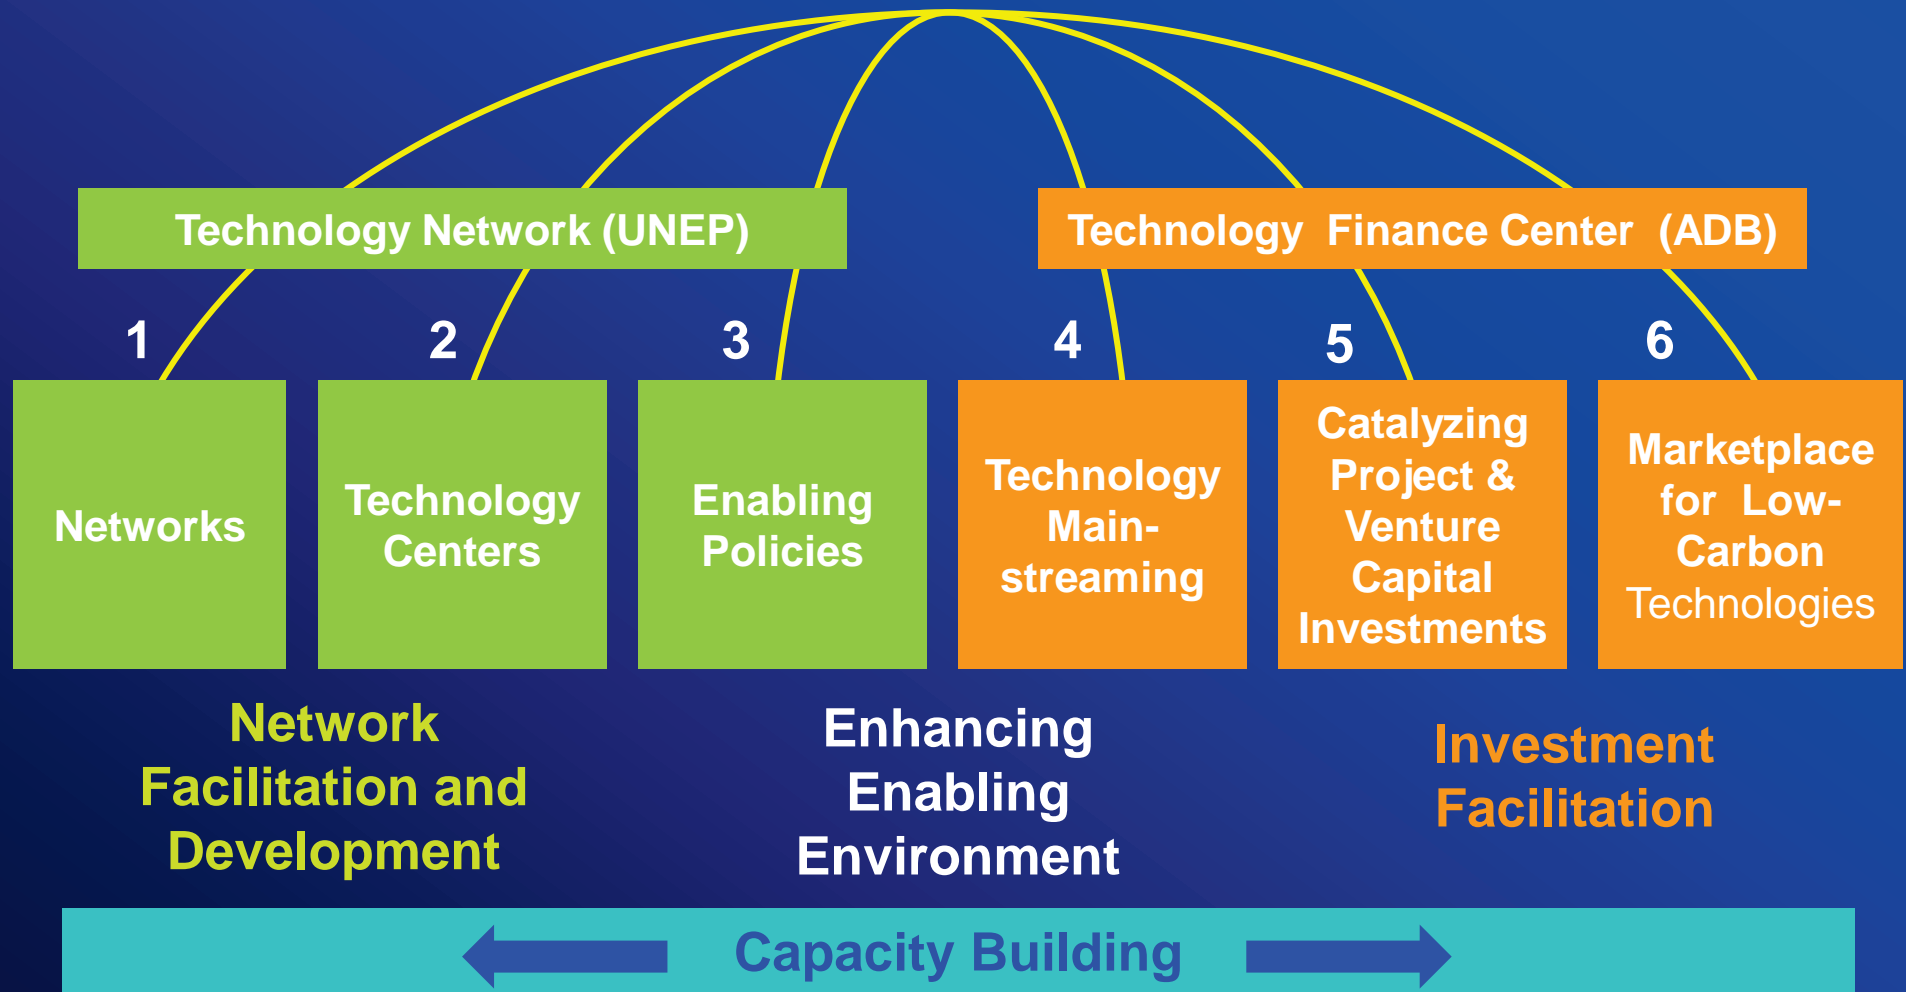 Technology Network (UNEP)
Technology Finance Center (ADB)
1
2
3
4
5
6
Networks
Technology
Centers
Enabling
Policies
Technology
Main-
streaming
Catalyzing
Project &
Venture
Capital
Investments
Marketplace
for Low-
Carbon
Technologies
Network
Facilitation and
Development
Enhancing
Enabling
Environment
Investment
Facilitation
Capacity Building